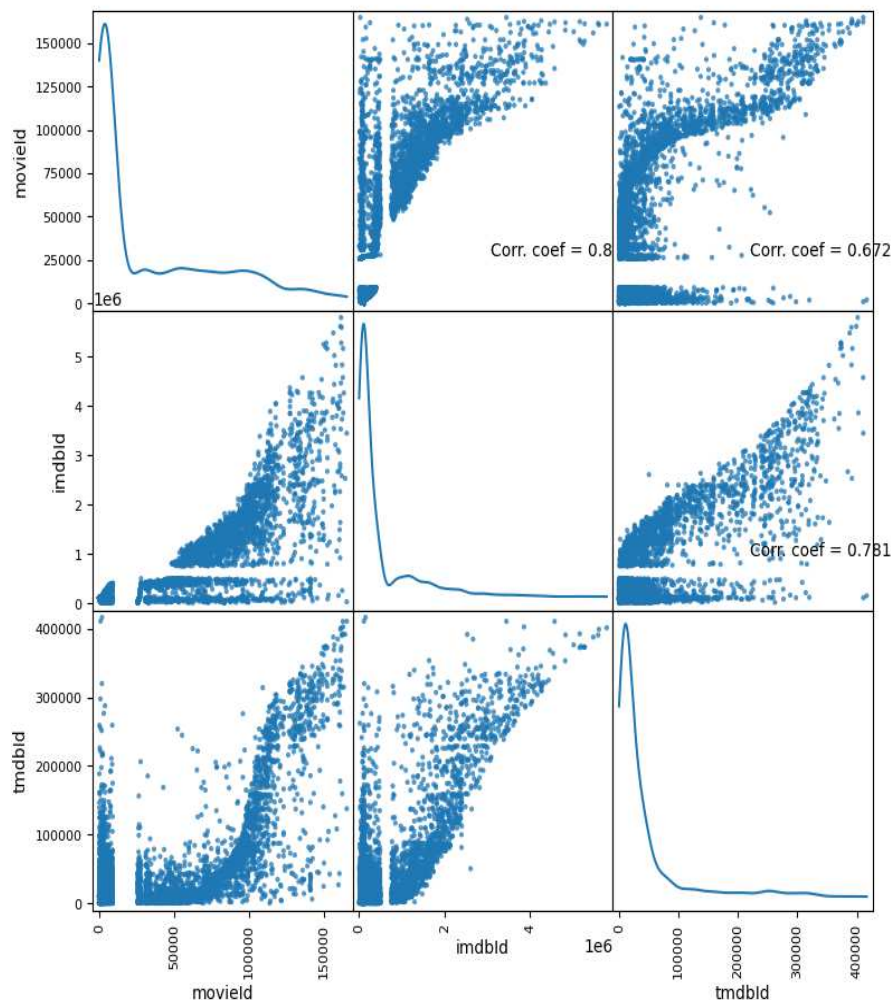 150000
125000
100000
75000
50000
25000
0
movieId
Corr. coef = 0.8
Corr. coef = 0.672
1e6
5
4
3
2
1
0
imdbId
Corr. coef = 0.781
400000
300000
200000
100000
0
tmdbId
0
50000
100000
150000
movieId
0
2
4
imdbId
1e6
0
100000
200000
300000
400000
tmdbId